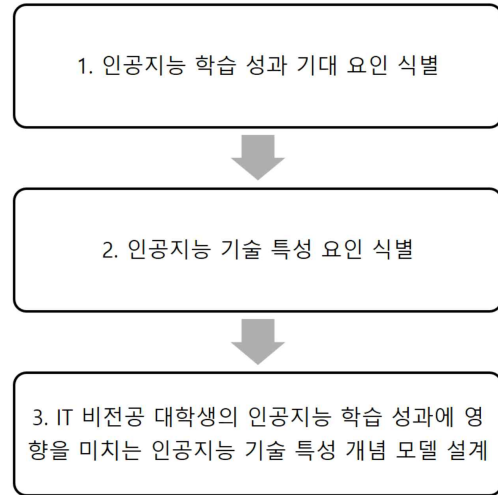 1. 인공지능 학습 성과 기대 요인 식별
2. 인공지능 기술 특성 요인 식별
3. IT 비전공 대학생의 인공지능 학습 성과에 영
향을 미치는 인공지능 기술 특성 개념 모델 설계